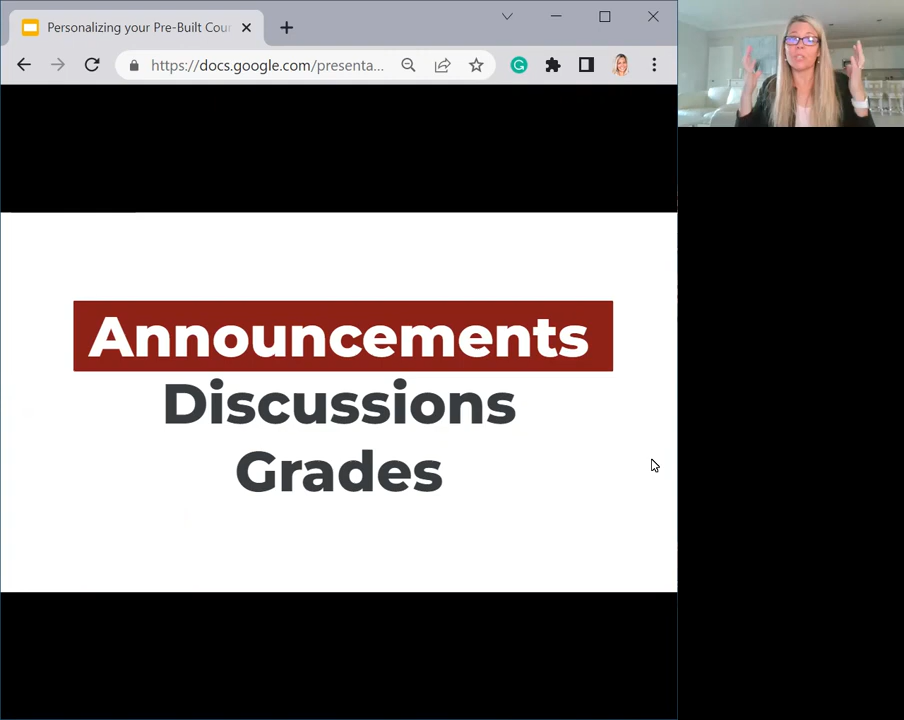 Personalizing your Pre-Built Cour
https://docs.google.com/presenta...
Announcements
Discussions
Grades